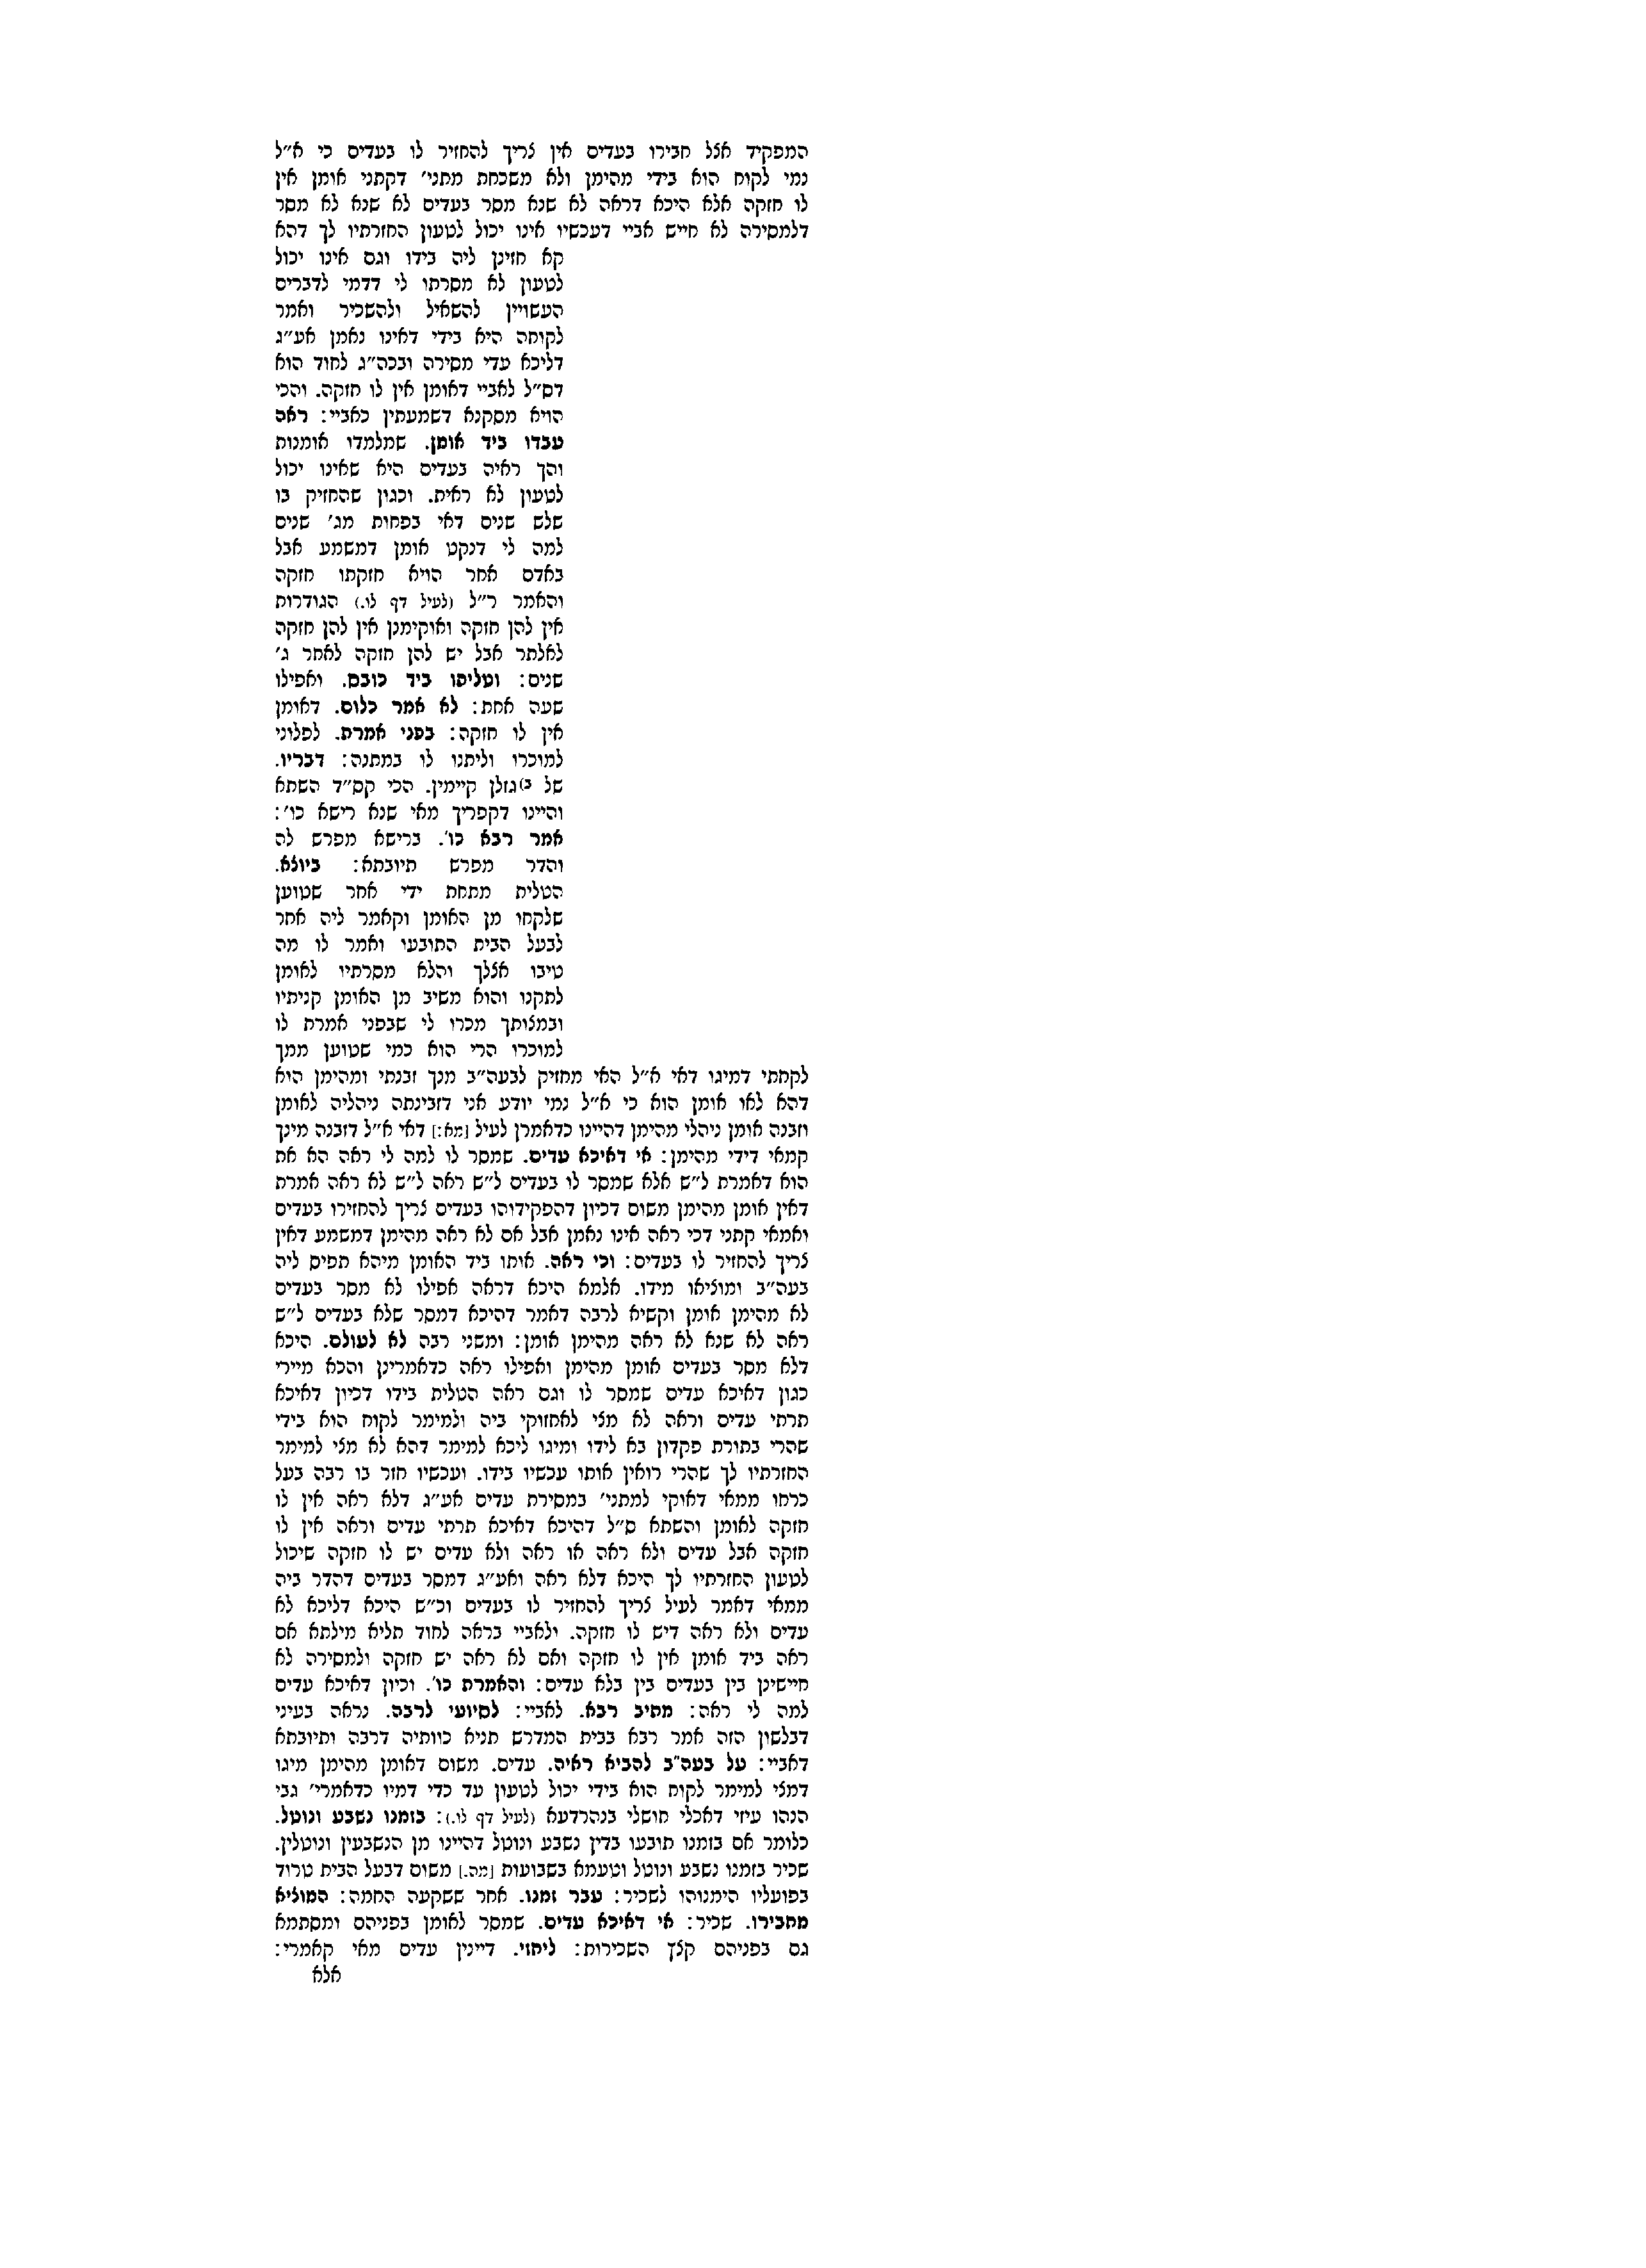 המפקיד אצל חבירו בעדים אין צריך להחזיר לו בעדים כי א"ל
נמי לקוח הוא בידי מהימן ולא משכחת מתני' דקתני אומן אין
לו חזקה אלא היכא דראה לא שנא מסר בעדים לא שנא לא מסר
דלמסירה לא חייש אביי דעכשיו אינו יכול לטעון החזרתיו לך דהא
קא חזינן ליה בידו וגם אינו יכול
לטעון לא מסרתו לי דדמי לדברים
העשויין להשאיל ולהשכיר ואמר
לקוחה היא בידי דאינו נאמן אע"ג
דליכא עדי מסירה ובכה"ג לחוד הוא
דס"ל לאביי דאומן אין לו חזקה. והכי
הויא מסקנא דשמעתין כאביי: ראה
עבדו ביד אומן. שמלמדו אומנות
והך ראיה בעדים היא שאינו יכול
לטעון לא ראית. וכגון שהחזיק בו
שלש שנים דאי בפחות מג' שנים
למה לי דנקט אומן דמשמע אבל
באדם אחר הויא חזקתו חזקה
והאמר ר"ל (לעיל דף לו.) הגודרות
אין להן חזקה ואוקימנן אין להן חזקה
לאלתר אבל יש להן חזקה לאחר ג'
שנים: ועליתו ביד כובס. ואפילו
שעה אחת: לא אמר כלום. דאומן
אין לו חזקה: בפני אמרת. לפלוני
למוכרו וליתנו לו במתנה: דבריו.
של ב) גזלן קיימין. הכי קס"ד השתא
והיינו דקפריך מאי שנא רישא כו':
אמר רבא כו'. ברישא מפרש לה
והדר מפרש תיובתא: ביוצא.
הטלית מתחת ידי אחר שטוען
שלקחו מן האומן וקאמר ליה אחר
לבעל הבית התובעו ואמר לו מה
טיבו אצלך והלא מסרתיו לאומן
לתקנו והוא משיב מן האומן קניתיו
ובמצותך מכרו לי שבפני אמרת לו
למוכרו הרי הוא כמי שטוען ממך
לקחתי דמיגו דאי א"ל האי מחזיק לבעה"ב מנך זבנתי ומהימן הוא
דהא לאו אומן הוא כי א"ל נמי יודע אני דזבינתה ניהליה לאומן
וזבנה אומן ניהלי מהימן דהיינו כדאמרן לעיל [מא:] דאי א"ל דזבנה מינך
קמאי דידי מהימן: אי דאיכא עדים. שמסר לו למה לי ראה הא את
הוא דאמרת ל"ש אלא שמסר לו בעדים ל"ש ראה ל"ש לא ראה אמרת
דאין אומן מהימן משום דכיון דהפקידוהו בעדים צריך להחזירו בעדים
ואמאי קתני דכי ראה אינו נאמן אבל אם לא ראה מהימן דמשמע דאין
צריך להחזיר לו בעדים: וכי ראה. אותו ביד האומן מיהא תפים ליה
בעה"ב ומוציאו מידו. אלמא היכא דראה אפילו לא מסר בעדים
לא מהימן אומן וקשיא לרבה דאמר דהיכא דמסר שלא בעדים ל"ש
ראה לא שנא לא ראה מהימן אומן: ומשני רבה לא לעולם. היכא
דלא מסר בעדים אומן מהימן ואפילו ראה כדאמרינן והכא מיירי
כגון דאיכא עדים שמסר לו וגם ראה הטלית בידו דכיון דאיכא
תרתי עדים וראה לא מצי לאחזוקי ביה ולמימר לקוח הוא בידי
שהרי בתורת פקדון בא לידו ומיגו ליכא למימר דהא לא מצי למימר
החזרתיו לך שהרי רואין אותו עכשיו בידו. ועכשיו חזר בו רבה בעל
כרחו ממאי דאוקי למתני' במסירת עדים אע"ג דלא ראה אין לו
חזקה לאומן והשתא ס"ל דהיכא דאיכא תרתי עדים וראה אין לו
חזקה אבל עדים ולא ראה או ראה ולא עדים יש לו חזקה שיכול
לטעון החזרתיו לך היכא דלא ראה ואע"ג דמסר בעדים דהדר ביה
ממאי דאמר לעיל צריך להחזיר לו בעדים וכ"ש היכא דליכא לא
עדים ולא ראה דיש לו חזקה. ולאביי בראה לחוד תליא מילתא אם
ראה ביד אומן אין לו חזקה ואם לא ראה יש חזקה ולמסירה לא
חיישינן בין בעדים בין בלא עדים: והאמרת כו'. וכיון דאיכא עדים
למה לי ראה: מתיב רבא. לאביי: לסיועי לרבה. נראה בעיני
דבלשון הזה אמר רבא בבית המדרש תניא כוותיה דרבה ותיובתא
דאביי: על בעה"ב להביא ראיה. עדים. משום דאומן מהימן מיגו
דמצי למימר לקוח הוא בידי יכול לטעון עד כדי דמיו כדאמרי' גבי
הנהו עיזי דאכלי חושלי בנהרדעא (לעיל דף לו.): בזמנו נשבע ונוטל.
כלומר אם בזמנו תובעו בדין נשבע ונוטל דהיינו מן הנשבעין ונוטלין.
שכיר בזמנו נשבע ונוטל וטעמא בשבועות [מה.] משום דבעל הבית טרוד
בפועליו הימנוהו לשכיר: עבר זמנו. אחר ששקעה החמה: המוציא
מחבירו. שכיר: אי דאיכא עדים. שמסר לאומן בפניהם ומסתמא
גם בפניהם קצץ השכירות: ליחזי. דיינין עדים מאי קאמרי:
אלא